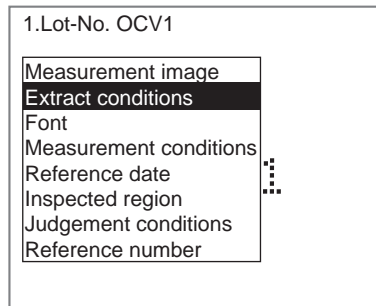 1.Lot-No. OCV1
Measurement image
Extract conditions
Font
Measurement conditions
Reference date
1
Inspected region
Judgement conditions
Reference number